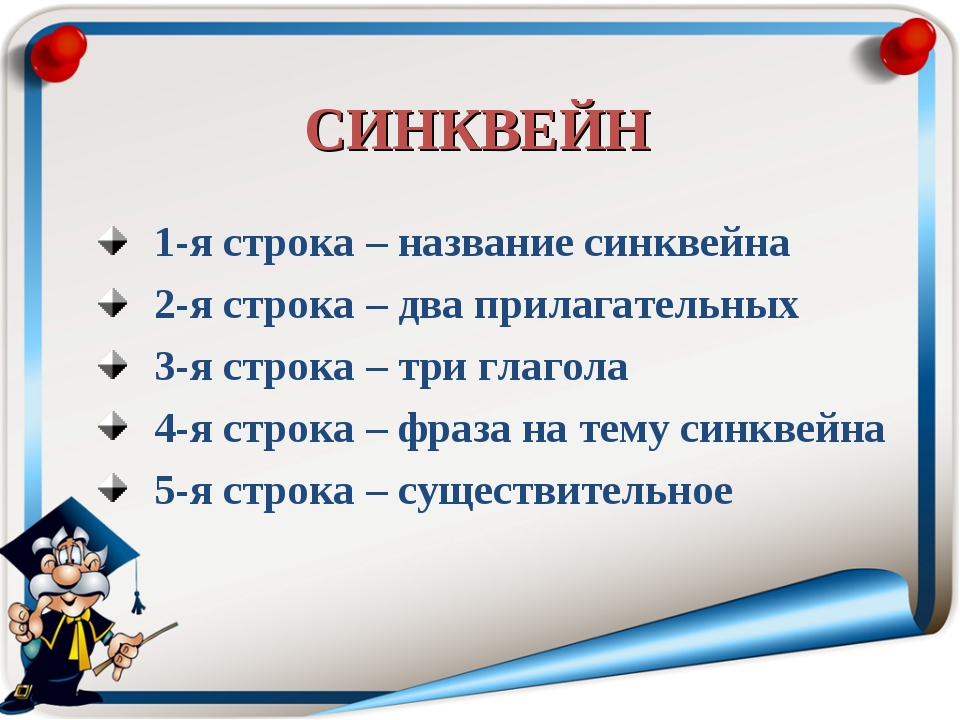 СИНКВЕЙН
1-я строка – название синквейна
2-я строка – два прилагательных
3-я строка – три глагола
4-я строка – фраза на тему синквейна
5-я строка – существительное